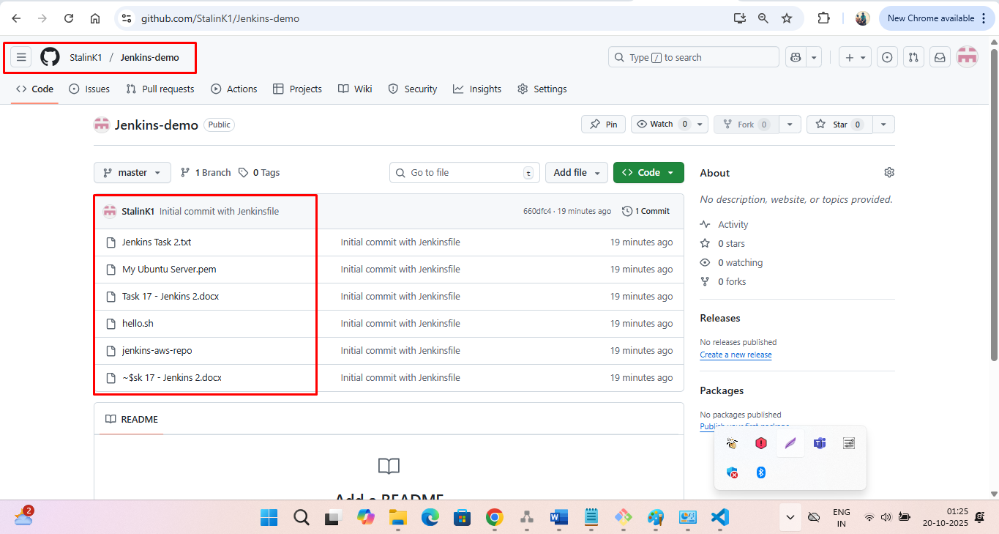 github.com/StalinK1/Jenkins-demo
New Chrome available
StalinK1 / Jenkins-demo
Type / to search
Code Issues Pull requests Actions Projects Wiki Security Insights Settings
Jenkins-demo Public
Pin Watch 0 Fork 0 Star 0
master 1 Branch 0 Tags
Go to file t Add file Code
StalinK1 Initial commit with Jenkinsfile 660dfc4 · 19 minutes ago 1 Commit
Jenkins Task 2.txt Initial commit with Jenkinsfile 19 minutes ago
My Ubuntu Server.pem Initial commit with Jenkinsfile 19 minutes ago
Task 17 - Jenkins 2.docx Initial commit with Jenkinsfile 19 minutes ago
hello.sh Initial commit with Jenkinsfile 19 minutes ago
jenkins-aws-repo Initial commit with Jenkinsfile 19 minutes ago
~$sk 17 - Jenkins 2.docx Initial commit with Jenkinsfile 19 minutes ago
README
Add a README
About
No description, website, or topics provided.
Activity
0 stars
0 watching
0 forks
Releases
No releases published
Create a new release
Packages
No packages published
Publish your first package
2
ENG
IN
01:25
20-10-2025